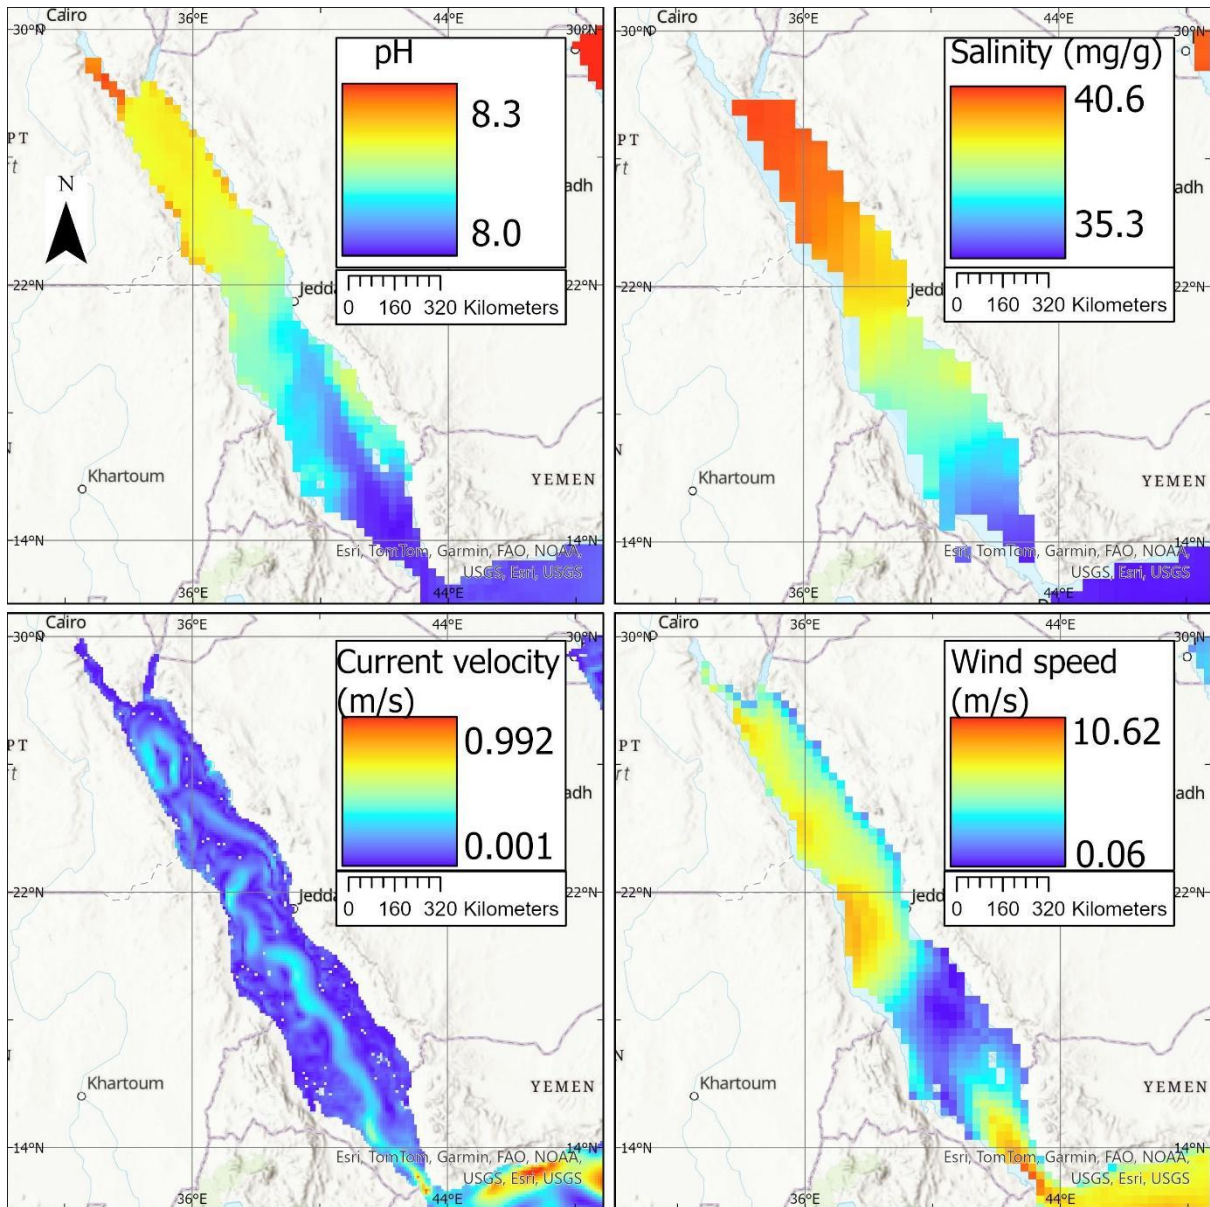 Cairo
36°E
30°N
pH
8.3
8.0
PT
rt
adh
N
22°N
Jedda
0 160 320 Kilometers
Khartoum
YEMEN
14°N
Esri, TomTom, Garmin, FAO, NOAA,
USGS, Esri, USGS
36°E
44°E
Cairo
36°E
44°E
30°N
30°N
Salinity (mg/g)
40.6
35.3
PT
rt
adh
22°N
Jedd
22°N
0 160 320 Kilometers
Khartoum
YEMEN
14°N
14°N
Esri, TomTom, Garmin, FAO, NOAA,
USGS, Esri, USGS
36°E
44°E
Cairo
36°E
44°E
30°N
30°N
Current velocity
(m/s)
0.992
0.001
PT
rt
adh
22°N
Jedda
22°N
0 160 320 Kilometers
N
Khartoum
YEMEN
14°N
14°N
Esri, TomTom, Garmin, FAO, NOAA,
USGS, Esri, USGS
36°E
44°E
Cairo
36°E
44°E
30°N
30°N
Wind speed
(m/s)
10.62
0.06
PT
rt
adh
22°N
Jedd
22°N
0 160 320 Kilometers
N
Khartoum
YEMEN
14°N
14°N
Esri, TomTom, Garmin, FAO, NOAA,
USGS, Esri, USGS
36°E
44°E